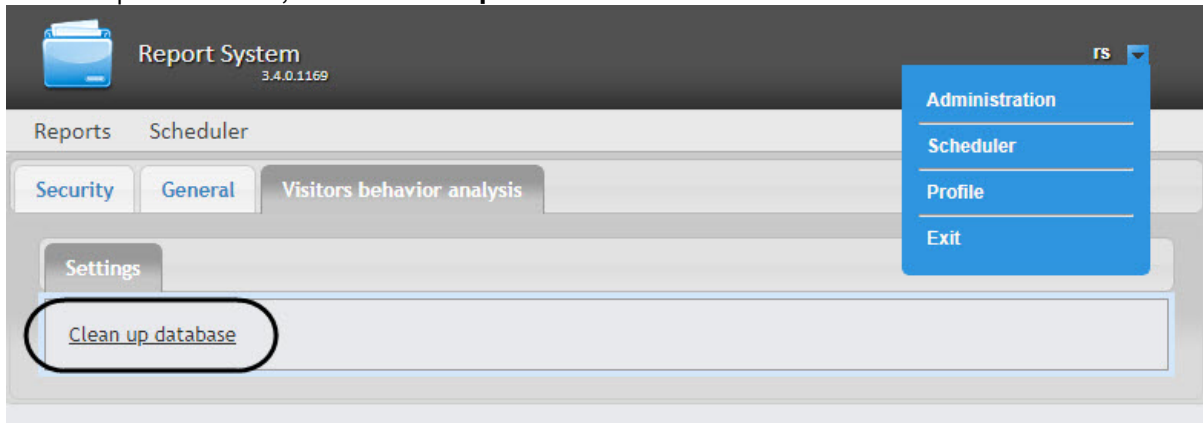 Report System
3.4.0.1169
rs
Administration
Scheduler
Profile
Exit
Reports Scheduler
Security General Visitors behavior analysis
Settings
Clean up database